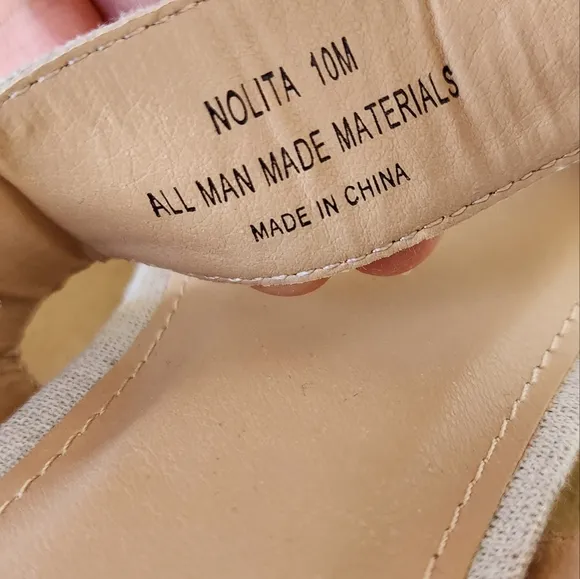 NOLITA 10M
ALL MAN MADE MATERIALS
MADE IN CHINA